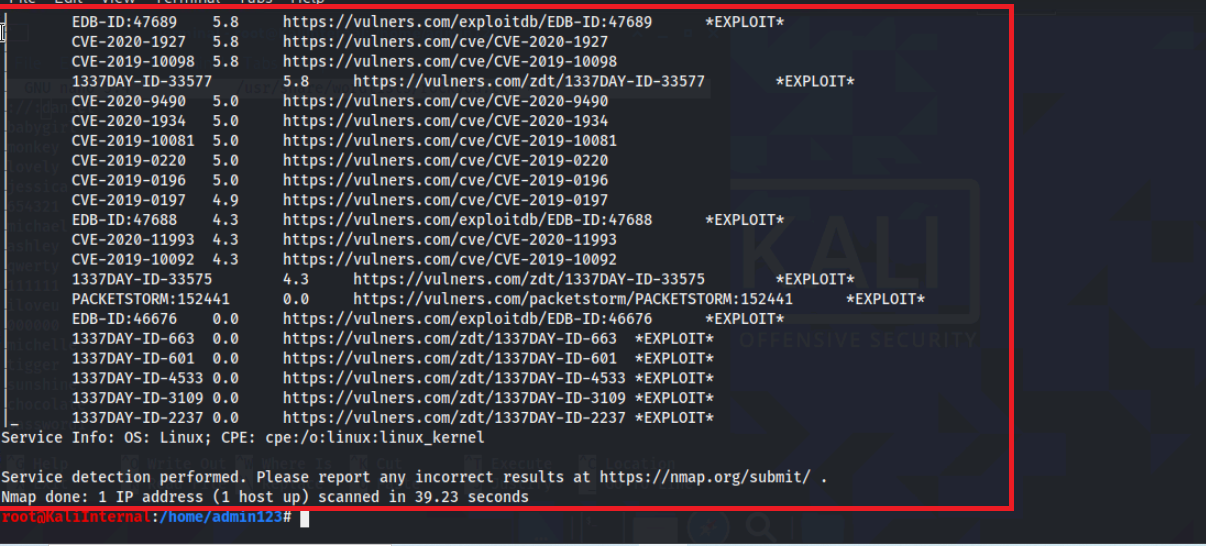 File Edit View Terminal Tabs Help
| EDB-ID:47689 5.8 https://vulners.com/exploitdb/EDB-ID:47689 *EXPLOIT*
| CVE-2020-1927 5.8 https://vulners.com/cve/CVE-2020-1927
| CVE-2019-10098 5.8 https://vulners.com/cve/CVE-2019-10098
| 1337DAY-ID-33577 5.8 https://vulners.com/zdt/1337DAY-ID-33577 *EXPLOIT*
| CVE-2020-9490 5.0 https://vulners.com/cve/CVE-2020-9490
| CVE-2020-1934 5.0 https://vulners.com/cve/CVE-2020-1934
| CVE-2019-10081 5.0 https://vulners.com/cve/CVE-2019-10081
| CVE-2019-0220 5.0 https://vulners.com/cve/CVE-2019-0220
| CVE-2019-0196 5.0 https://vulners.com/cve/CVE-2019-0196
| CVE-2019-0197 4.9 https://vulners.com/cve/CVE-2019-0197
| EDB-ID:47688 4.3 https://vulners.com/exploitdb/EDB-ID:47688 *EXPLOIT*
| CVE-2020-11993 4.3 https://vulners.com/cve/CVE-2020-11993
| CVE-2019-10092 4.3 https://vulners.com/cve/CVE-2019-10092
| 1337DAY-ID-33575 4.3 https://vulners.com/zdt/1337DAY-ID-33575 *EXPLOIT*
| PACKETSTORM:152441 0.0 https://vulners.com/packetstorm/PACKETSTORM:152441 *EXPLOIT*
| EDB-ID:46676 0.0 https://vulners.com/exploitdb/EDB-ID:46676 *EXPLOIT*
| 1337DAY-ID-663 0.0 https://vulners.com/zdt/1337DAY-ID-663 *EXPLOIT*
| 1337DAY-ID-601 0.0 https://vulners.com/zdt/1337DAY-ID-601 *EXPLOIT*
| 1337DAY-ID-4533 0.0 https://vulners.com/zdt/1337DAY-ID-4533 *EXPLOIT*
| 1337DAY-ID-3109 0.0 https://vulners.com/zdt/1337DAY-ID-3109 *EXPLOIT*
|_ 1337DAY-ID-2237 0.0 https://vulners.com/zdt/1337DAY-ID-2237 *EXPLOIT*
Service Info: OS: Linux; CPE: cpe:/o:linux:linux_kernel
Service detection performed. Please report any incorrect results at https://nmap.org/submit/ .
Nmap done: 1 IP address (1 host up) scanned in 39.23 seconds
root@KaliInternal:/home/admin123#
KALI
OFFENSIVE SECURITY